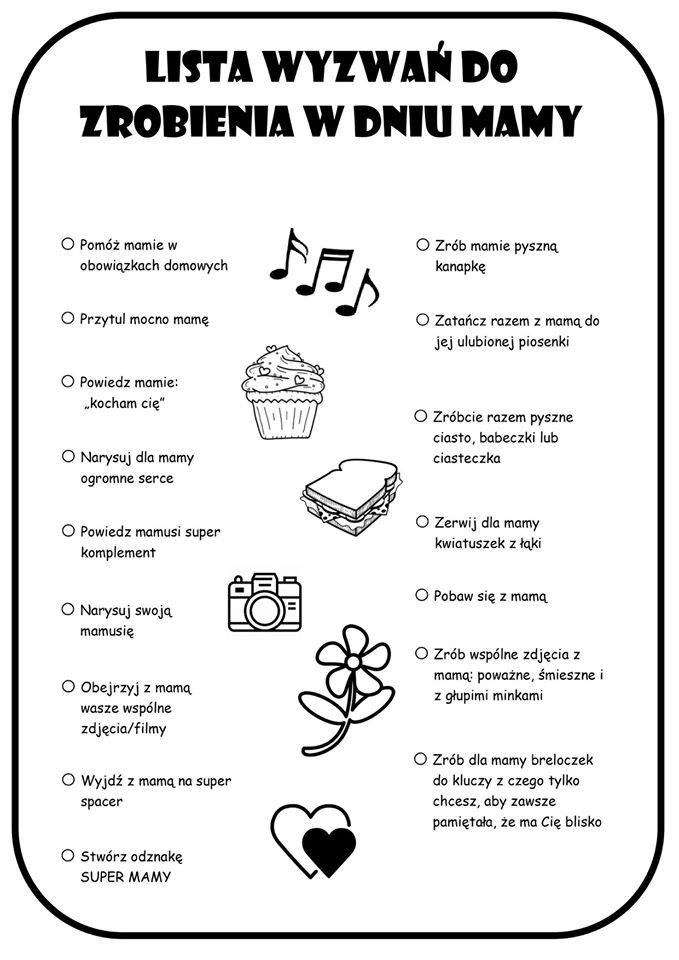 LISTA WYZWAŃ DO
ZROBIENIA W DNIU MAMY
Pomóż mamie w
obowiązkach domowych
Przytul mocno mamę
Powiedz mamie:
„kocham cię”
Narysuj dla mamy
ogromne serce
Powiedz mamusi super
komplement
Narysuj swoją
mamusię
Obejrzyj z mamą
wasze wspólne
zdjęcia/filmy
Wyjdź z mamą na super
spacer
Stwórz odznakę
SUPER MAMY
Zrób mamie pyszną
kanapkę
Zatańcz razem z mamą do
jej ulubionej piosenki
Zróbcie razem pyszne
ciasto, babeczki lub
ciasteczka
Zerwij dla mamy
kwiatuszek z łąki
Pobaw się z mamą
Zrób wspólne zdjęcia z
mamą: poważne, śmieszne i
z głupimi minkami
Zrób dla mamy breloczek
do kluczy z czego tylko
chcesz, aby zawsze
pamiętała, że ma Cię blisko